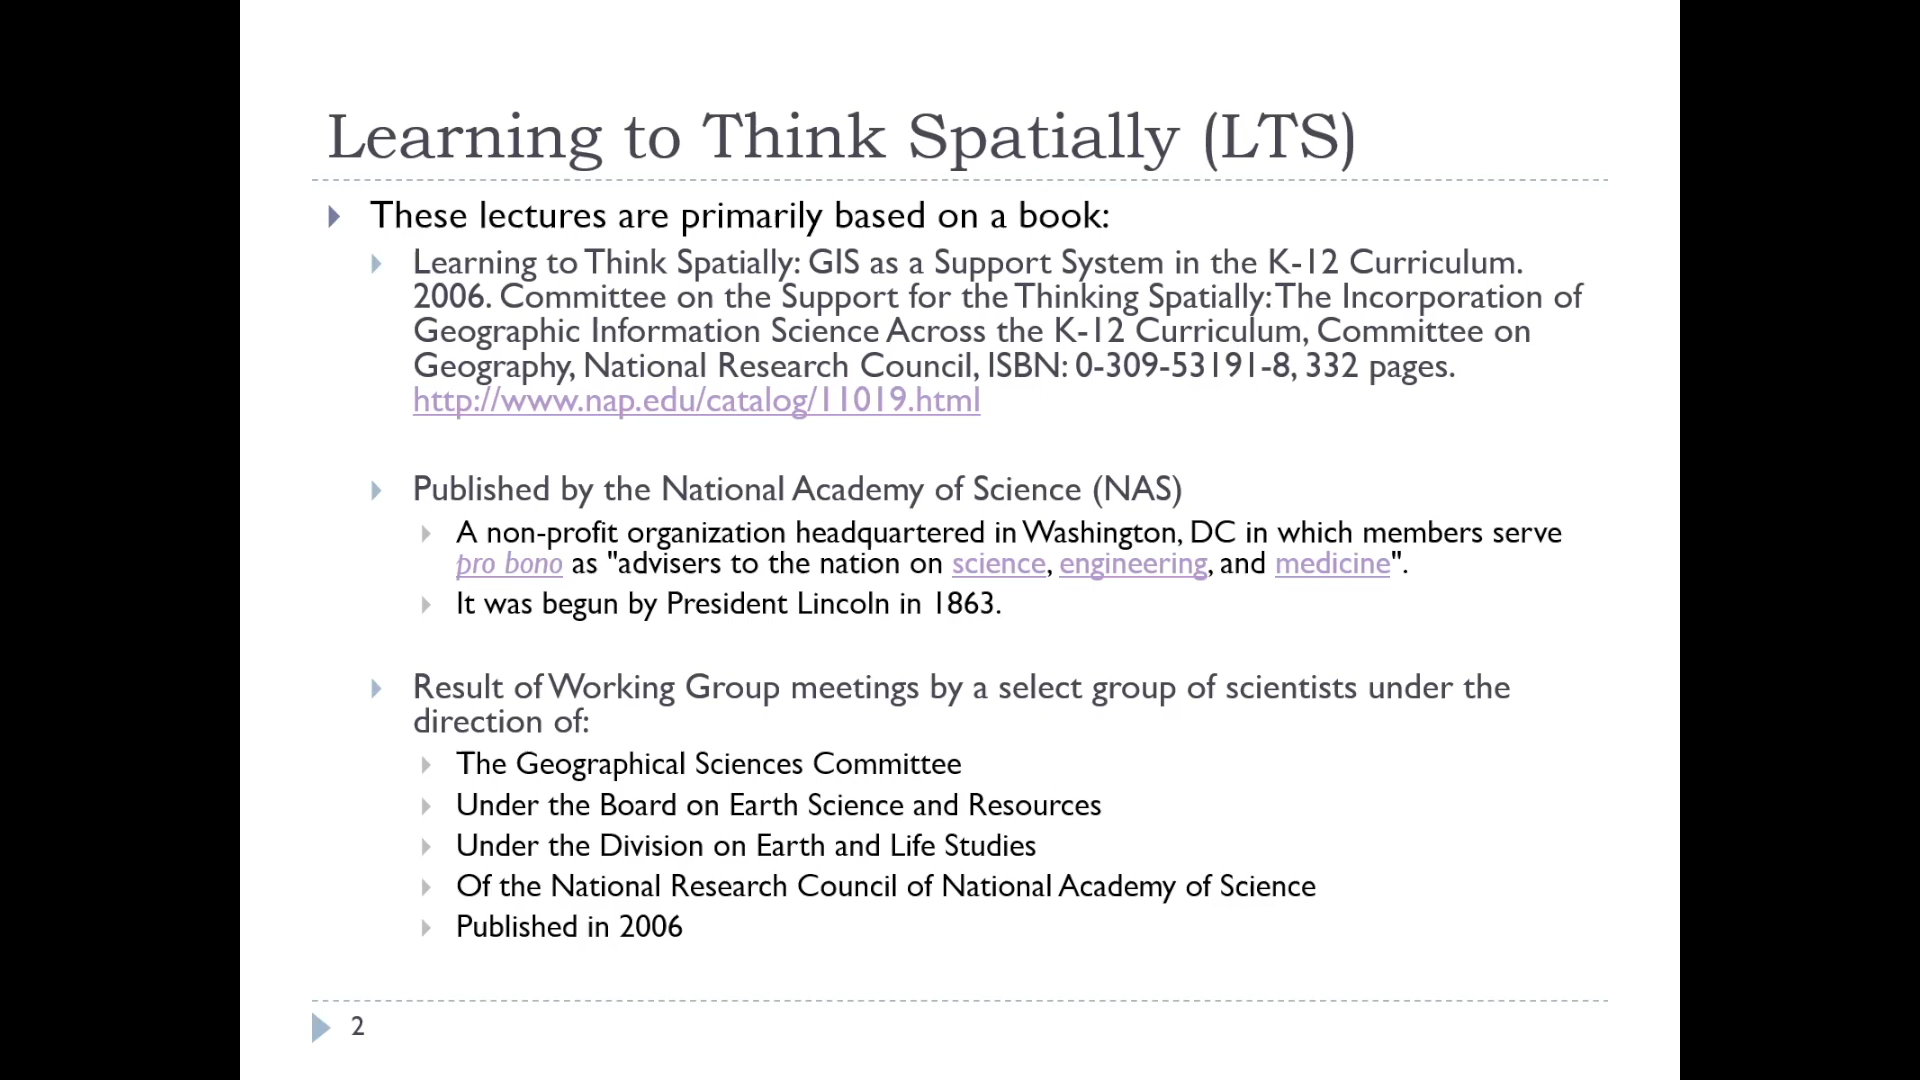 Learning to Think Spatially (LTS)
These lectures are primarily based on a book:
Learning to Think Spatially: GIS as a Support System in the K-12 Curriculum.
2006. Committee on the Support for the Thinking Spatially: The Incorporation of
Geographic Information Science Across the K-12 Curriculum, Committee on
Geography, National Research Council, ISBN: 0-309-53191-8, 332 pages.
http://www.nap.edu/catalog/11019.html
Published by the National Academy of Science (NAS)
A non-profit organization headquartered in Washington, DC in which members serve
pro bono as "advisers to the nation on science, engineering, and medicine".
It was begun by President Lincoln in 1863.
Result of Working Group meetings by a select group of scientists under the
direction of:
The Geographical Sciences Committee
Under the Board on Earth Science and Resources
Under the Division on Earth and Life Studies
Of the National Research Council of National Academy of Science
Published in 2006
2